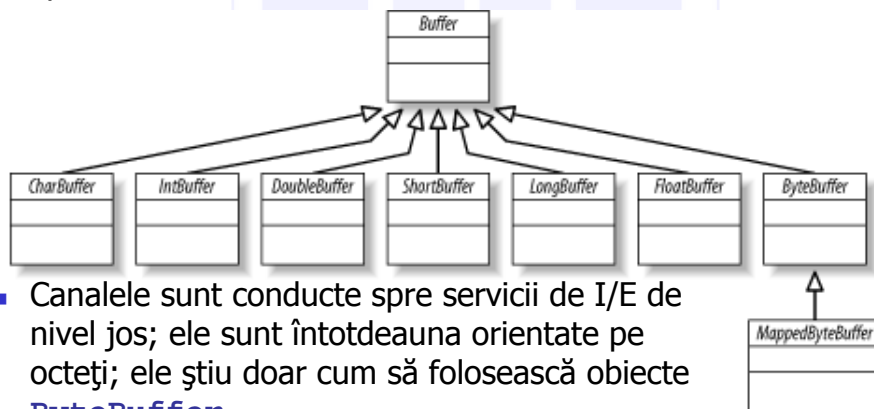 Buffer
CharBuffer IntBuffer DoubleBuffer ShortBuffer LongBuffer FloatBuffer ByteBuffer
Canalele sunt conducte spre servicii de I/E de
nivel jos; ele sunt întotdeauna orientate pe
MappedByteBuffer
octeţi; ele ştiu doar cum să folosească obiecte
ByteBuffer